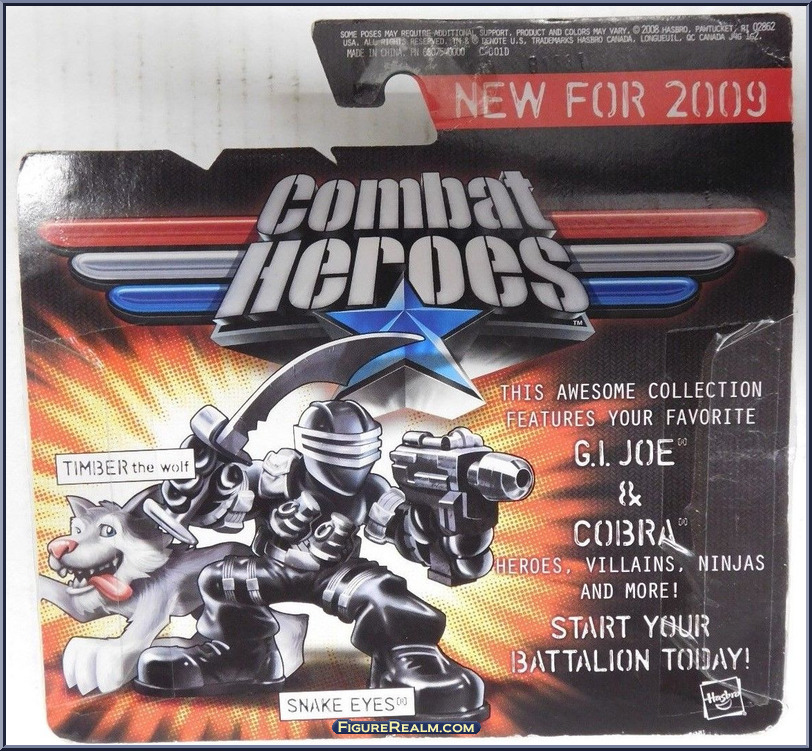 SOME POSES MAY REQUIRE ADDITIONAL SUPPORT. PRODUCT AND COLORS MAY VARY. © 2008 HASBRO, PAWTUCKET, RI 02862
USA. ALL RIGHTS RESERVED. TM & ® DENOTE U.S. TRADEMARKS HASBRO CANADA, LONGUEUIL, QC CANADA J4G 1G2.
MADE IN CHINA. PN
NEW FOR 2009
Combat
Heroes
TM
THIS AWESOME COLLECTION
FEATURES YOUR FAVORITE
G.I. JOE
&
COBRA
HEROES, VILLAINS, NINJAS
AND MORE!
START YOUR
BATTALION TODAY!
TIMBER the wolf
SNAKE EYES
Hasbro
FIGUREREALM.COM